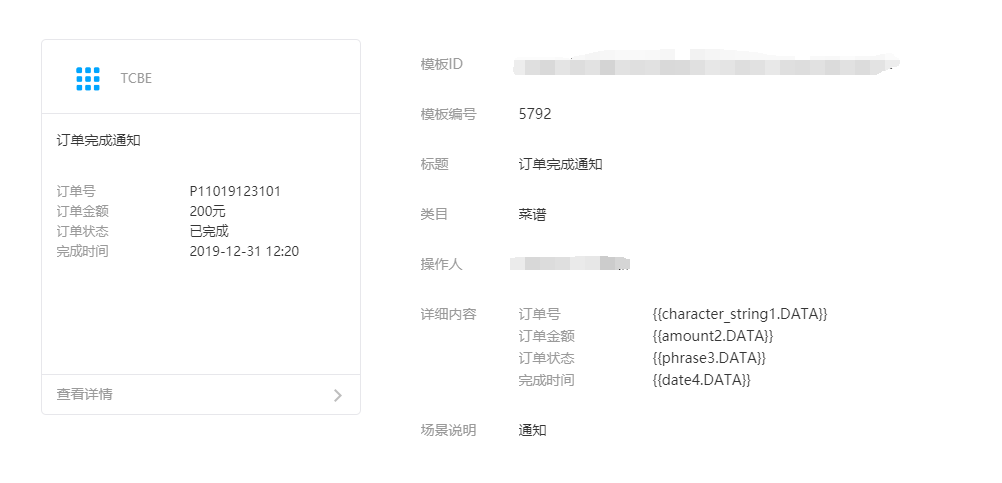 TCBE
订单完成通知
订单号 P11019123101
订单金额 200元
订单状态 已完成
完成时间 2019-12-31 12:20
查看详情
模板ID
模板编号 5792
标题 订单完成通知
类目 菜谱
操作人
详细内容 订单号 {{character_string1.DATA}}
订单金额 {{amount2.DATA}}
订单状态 {{phrase3.DATA}}
完成时间 {{date4.DATA}}
场景说明 通知